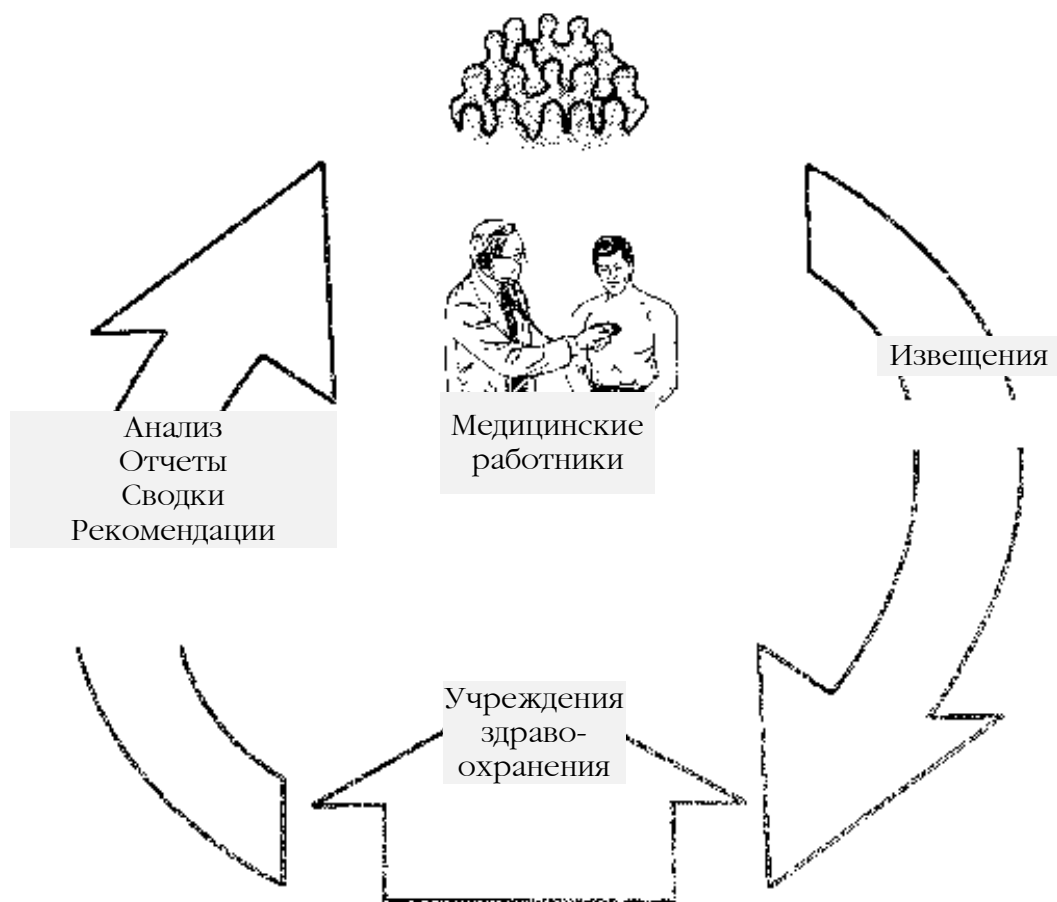 Извещения
Медицинские
работники
Анализ
Отчеты
Сводки
Рекомендации
Учреждения
здраво-
охранения